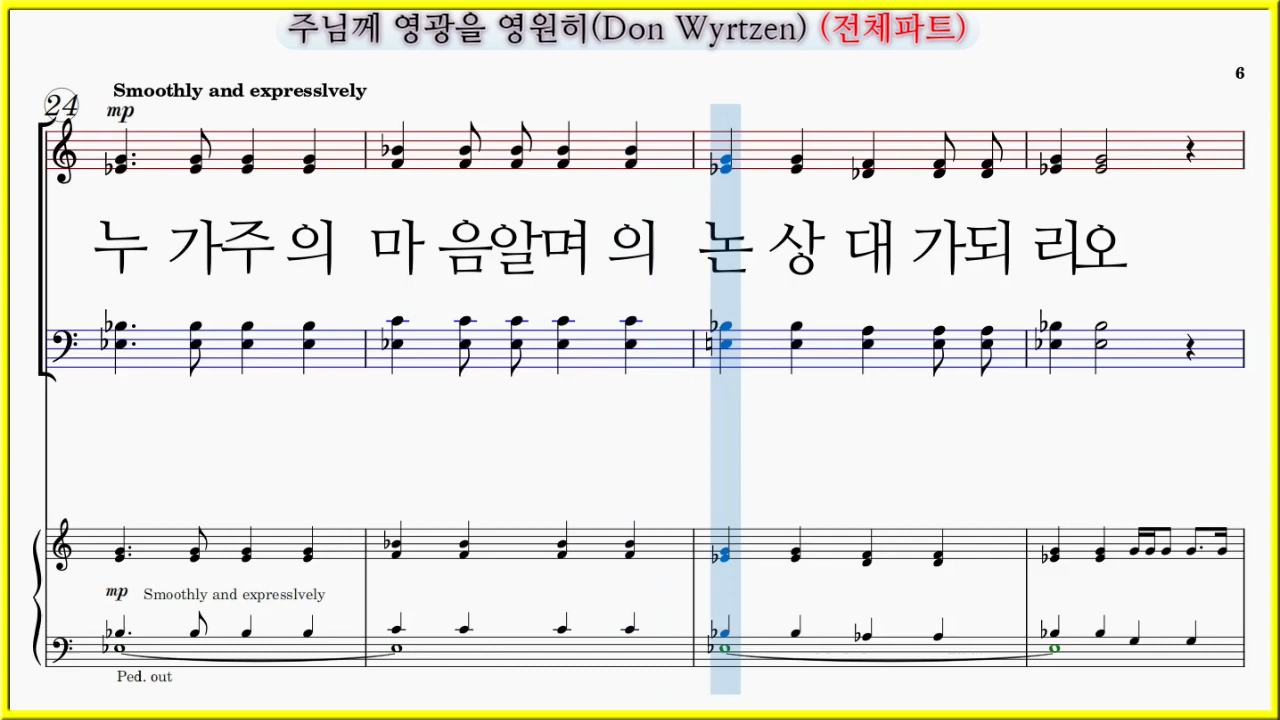 주님께 영광을 영원히(Don Wyrtzen) (전체파트)
6
24
Smoothly and expresslvely
mp
누 가주 의 마 음알며 의 논 상 대 가되 리오
mp Smoothly and expresslvely
Ped. out